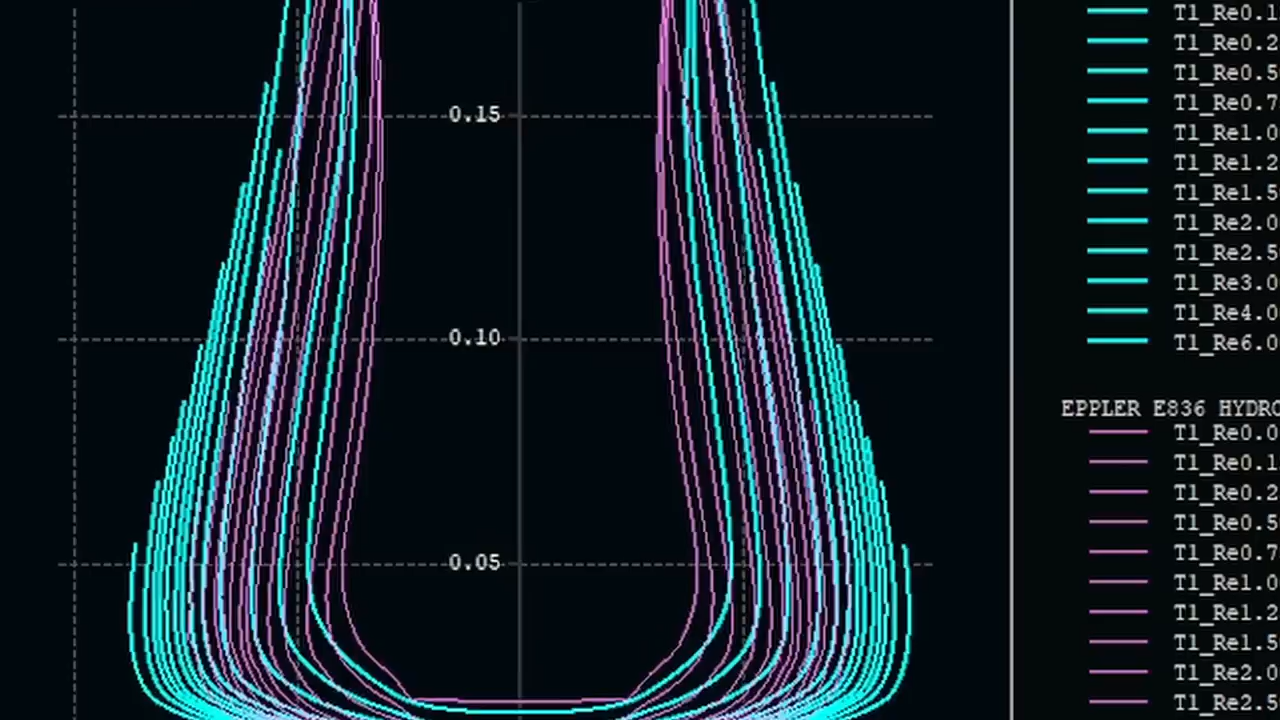 0.15
0.10
0.05
T1_Re0.1
T1_Re0.2
T1_Re0.5
T1_Re0.7
T1_Re1.0
T1_Re1.2
T1_Re1.5
T1_Re2.0
T1_Re2.5
T1_Re3.0
T1_Re4.0
T1_Re6.0
EPPLER E836 HYDRO
T1_Re0.0
T1_Re0.1
T1_Re0.2
T1_Re0.5
T1_Re0.7
T1_Re1.0
T1_Re1.2
T1_Re1.5
T1_Re2.0
T1_Re2.5